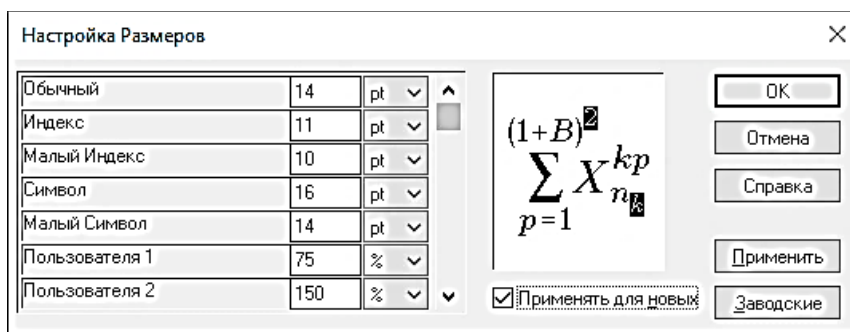 Настройка Размеров
Обычный 14 pt
Индекс 11 pt
Малый Индекс 10 pt
Символ 16 pt
Малый Символ 14 pt
Пользователя 1 75 %
Пользователя 2 150 %
(1+B)²
∑ X kp n k
p=1
Применять для новых
OK
Отмена
Справка
Применить
Заводские